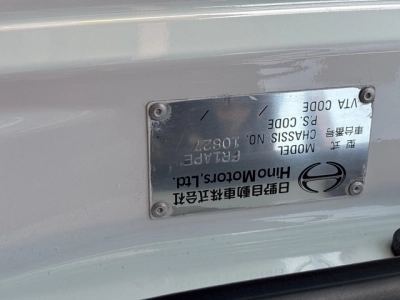 日野自動車株式会社
Hino Motors, Ltd.
型式
MODEL FR1APE
車台番号
CHASSIS NO. 10827
P.S. CODE /
VTA CODE /